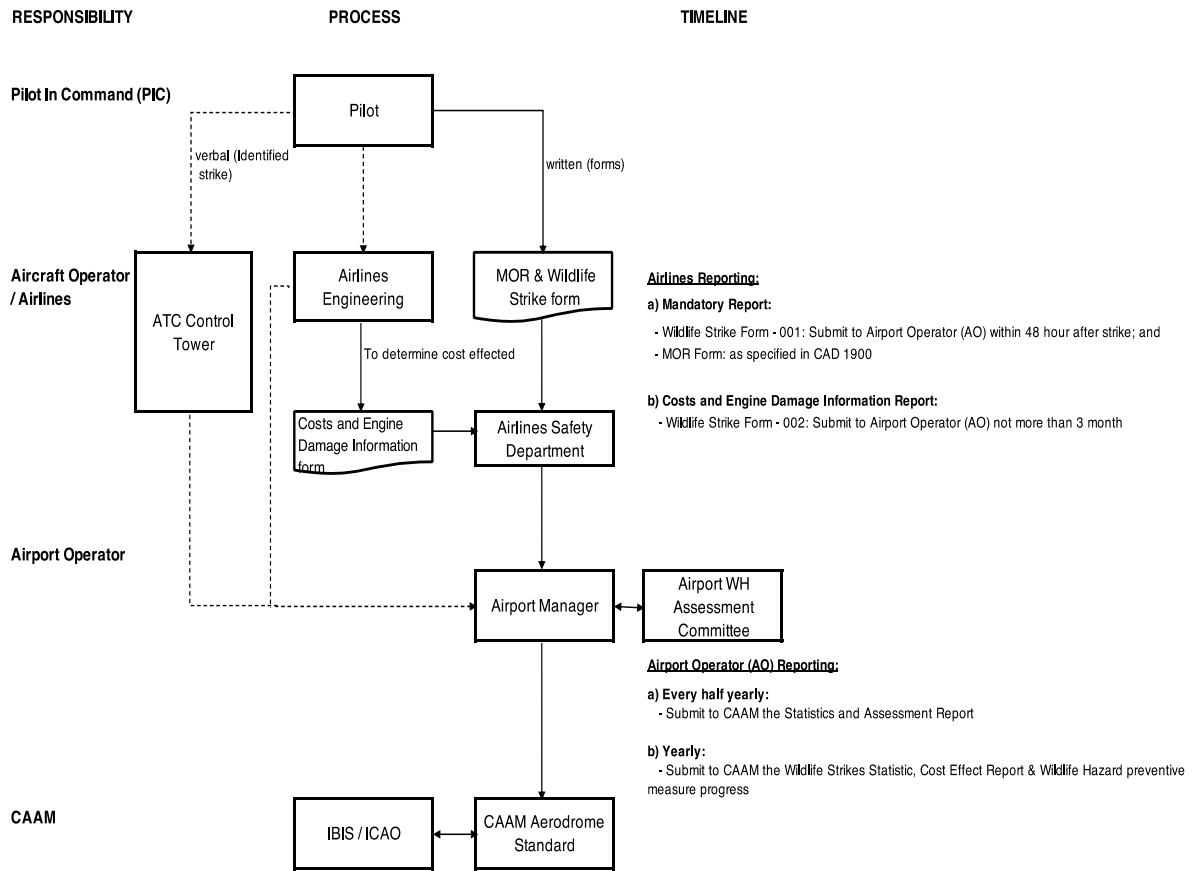 RESPONSIBILITY
PROCESS
TIMELINE
Pilot In Command (PIC)
Pilot
verbal (Identified
strike)
written (forms)
Aircraft Operator
/ Airlines
ATC Control
Tower
Airlines
Engineering
MOR & Wildlife
Strike form
Airlines Reporting:
a) Mandatory Report:
- Wildlife Strike Form - 001: Submit to Airport Operator (AO) within 48 hour after strike; and
- MOR Form: as specified in CAD 1900
To determine cost effected
b) Costs and Engine Damage Information Report:
- Wildlife Strike Form - 002: Submit to Airport Operator (AO) not more than 3 month
Costs and Engine
Damage Information
form
Airlines Safety
Department
Airport Operator
Airport Manager
Airport WH
Assessment
Committee
Airport Operator (AO) Reporting:
a) Every half yearly:
- Submit to CAAM the Statistics and Assessment Report
b) Yearly:
- Submit to CAAM the Wildlife Strikes Statistic, Cost Effect Report & Wildlife Hazard preventive
measure progress
CAAM
IBIS / ICAO
CAAM Aerodrome
Standard